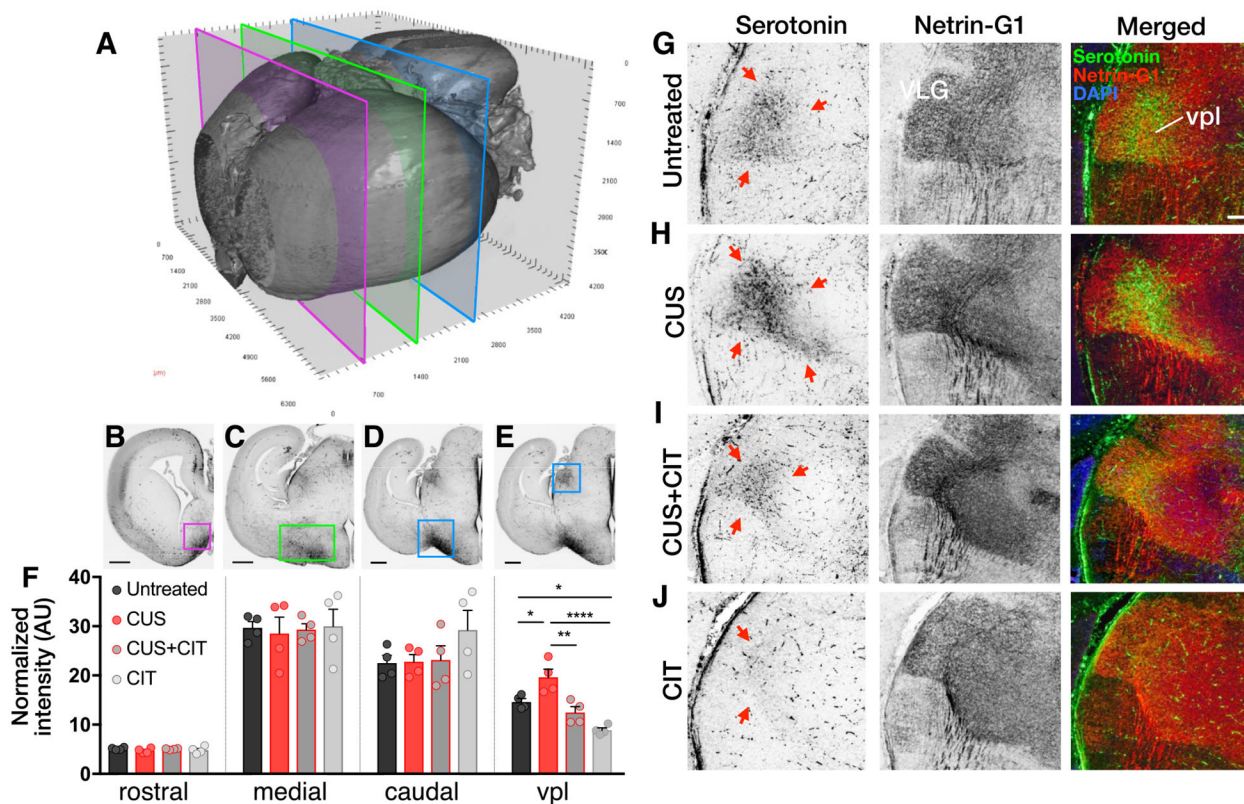 A
0
700
1400
2100
2800
4200
0
700
1400
2100
2800
3500
4200
4900
5600
6300
(µm)
4200
3500
2800
2100
1400
700
0
B C D E
F
Normalized
intensity (AU)
40
30
20
10
0
Untreated
CUS
CUS+CIT
CIT
*
* ****
**
rostral medial caudal vpl
Serotonin Netrin-G1 Merged
G
Untreated
VLG
Serotonin
Netrin-G1
DAPI
vpl
H
CUS
I
CUS+CIT
J
CIT